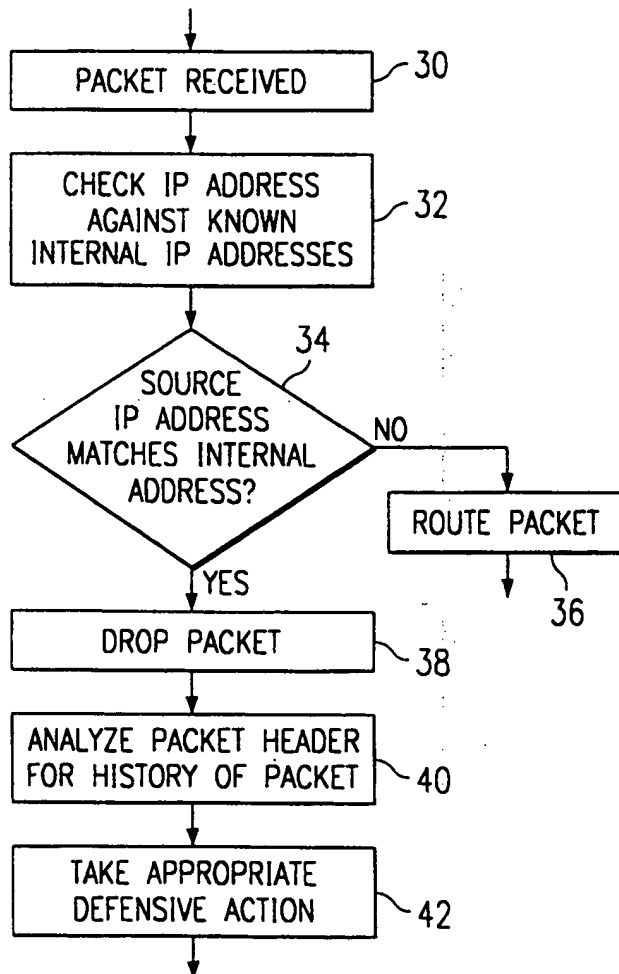 PACKET RECEIVED
30
CHECK IP ADDRESS
AGAINST KNOWN
INTERNAL IP ADDRESSES
32
34
SOURCE
IP ADDRESS
MATCHES INTERNAL
ADDRESS?
NO
ROUTE PACKET
36
YES
DROP PACKET
38
ANALYZE PACKET HEADER
FOR HISTORY OF PACKET
40
TAKE APPROPRIATE
DEFENSIVE ACTION
42